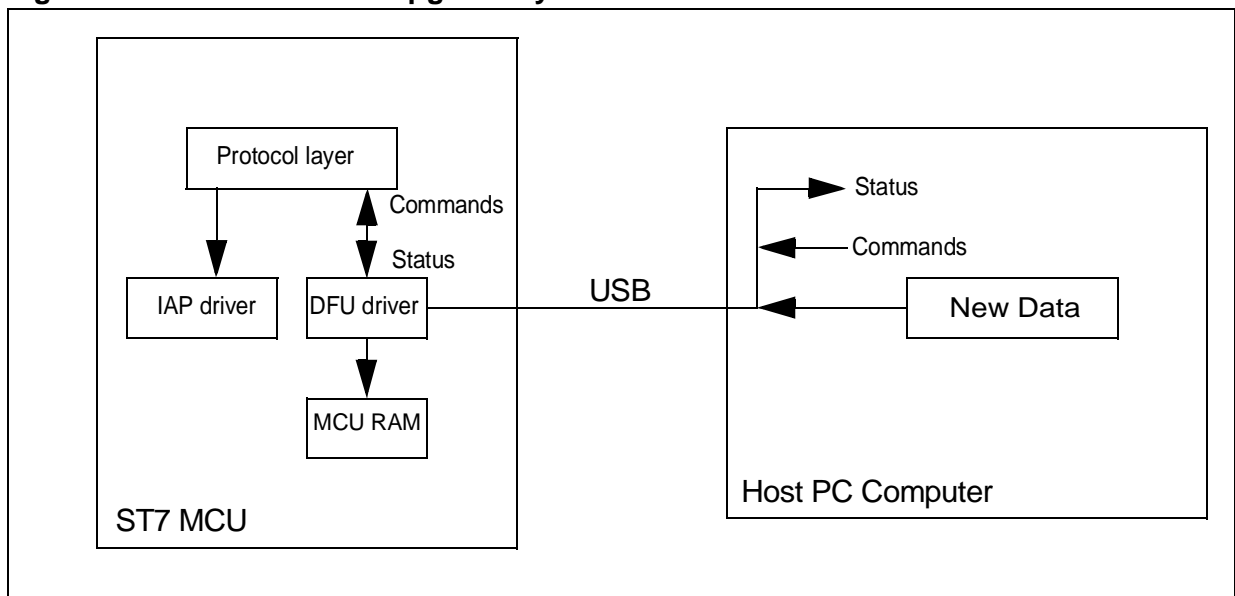 Protocol layer
Commands
Status
IAP driver
DFU driver
MCU RAM
ST7 MCU
USB
Status
Commands
New Data
Host PC Computer